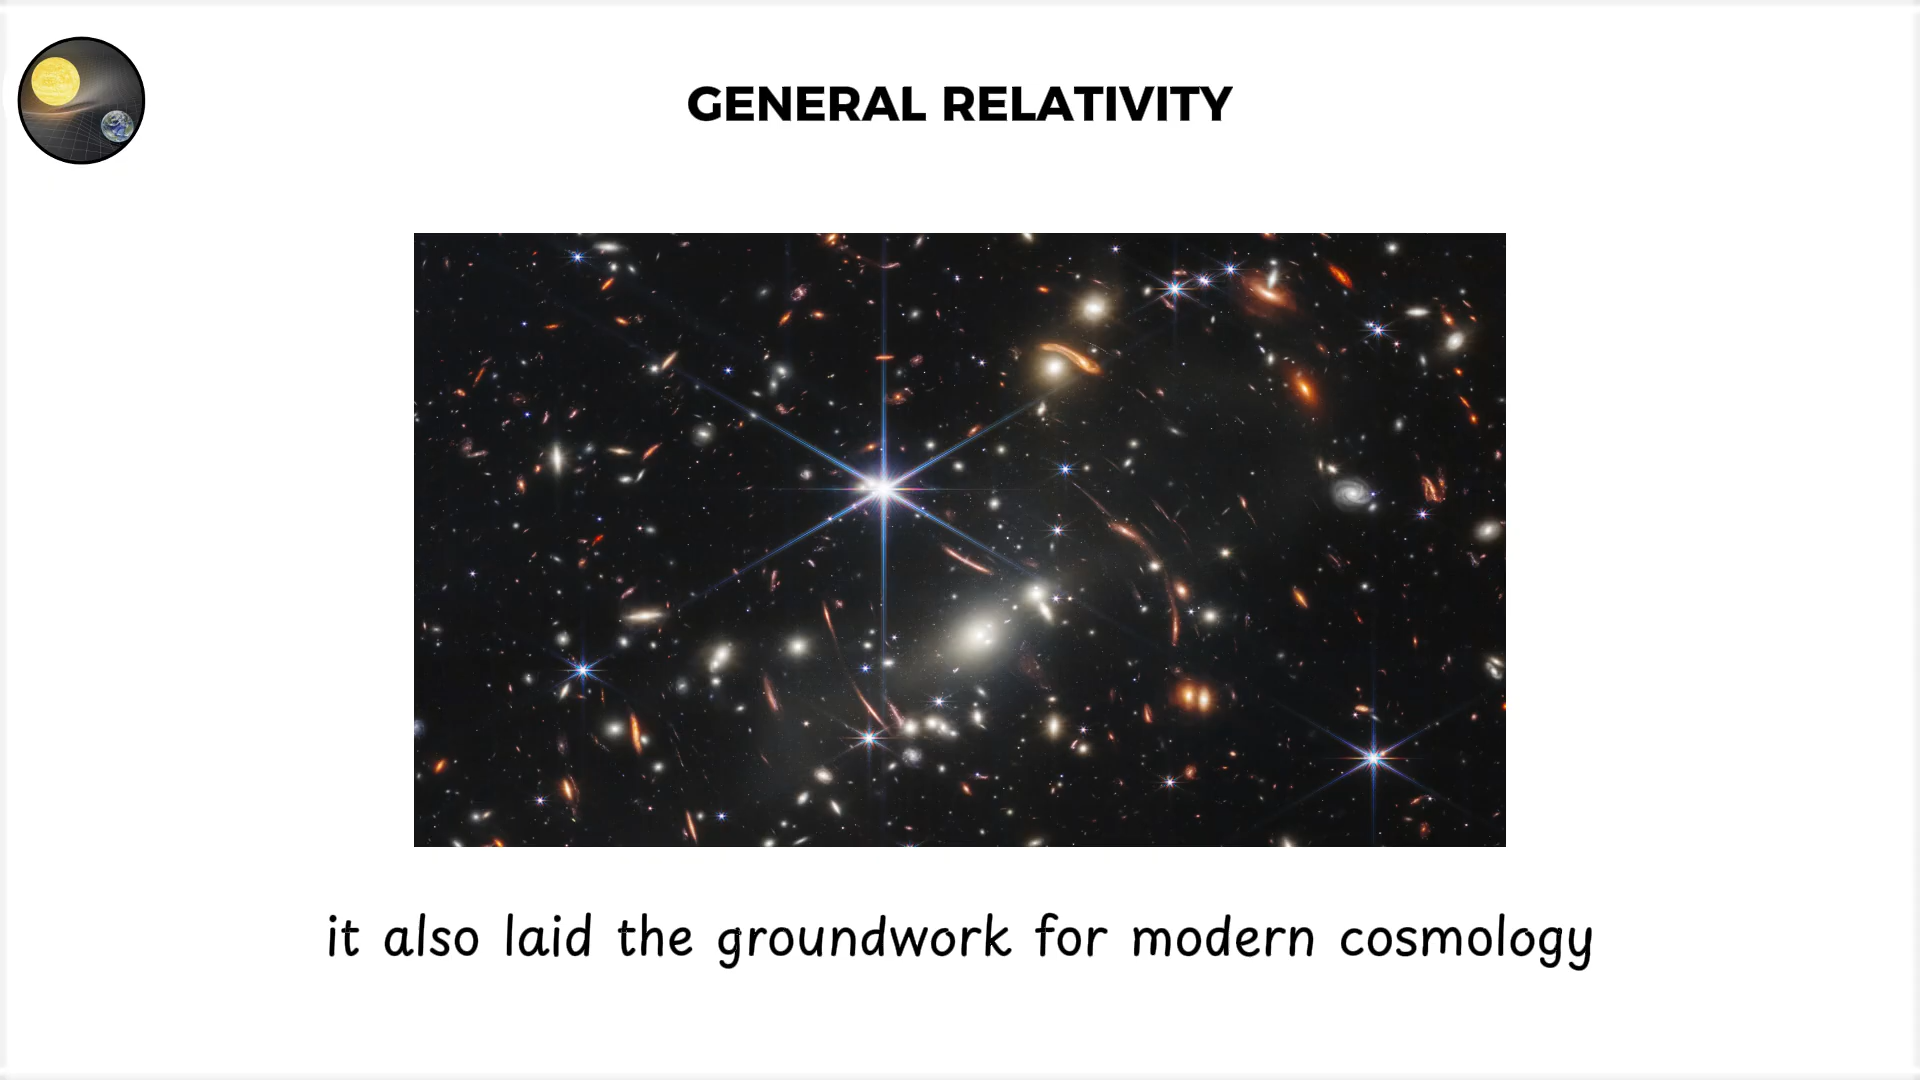 GENERAL RELATIVITY
it also laid the groundwork for modern cosmology